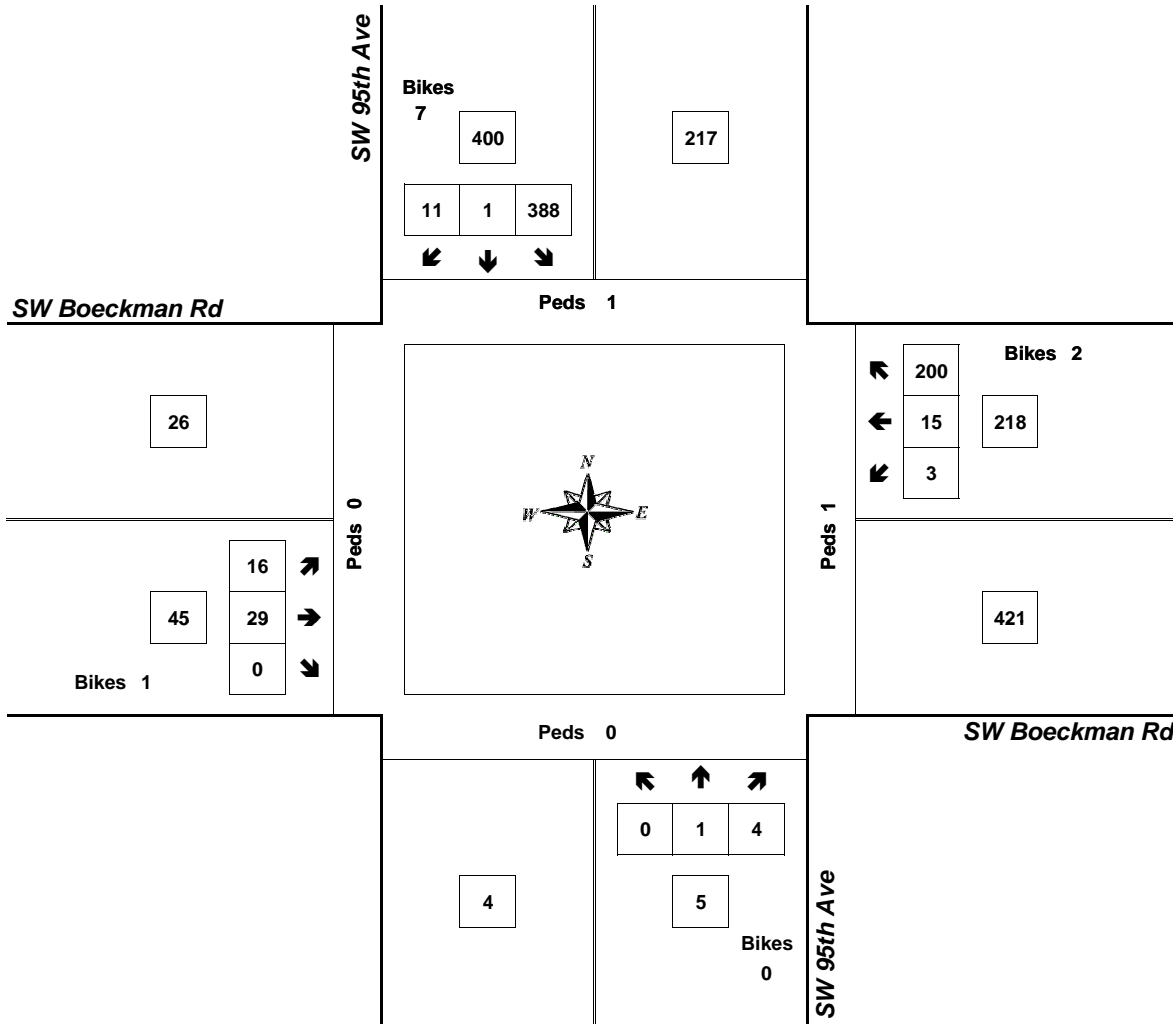 SW 95th Ave
Bikes
7
400
217
11 1 388
Peds 1
SW Boeckman Rd
Bikes 2
200
26
15
218
3
N
W E
S
Peds 0
Peds 1
16
45
29
421
0
Bikes 1
Peds 0
SW Boeckman Rd
0 1 4
4
5
SW 95th Ave
Bikes
0